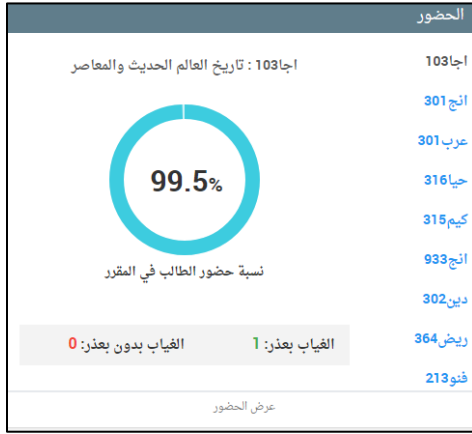 الحضور
اجا103
انج301
عرب301
حيا316
كيم315
انج933
دين302
ريض364
فنو213
اجا103 : تاريخ العالم الحديث والمعاصر
99.5%
نسبة حضور الطالب في المقرر
الغياب بعذر: 1
الغياب بدون بعذر: 0
عرض الحضور